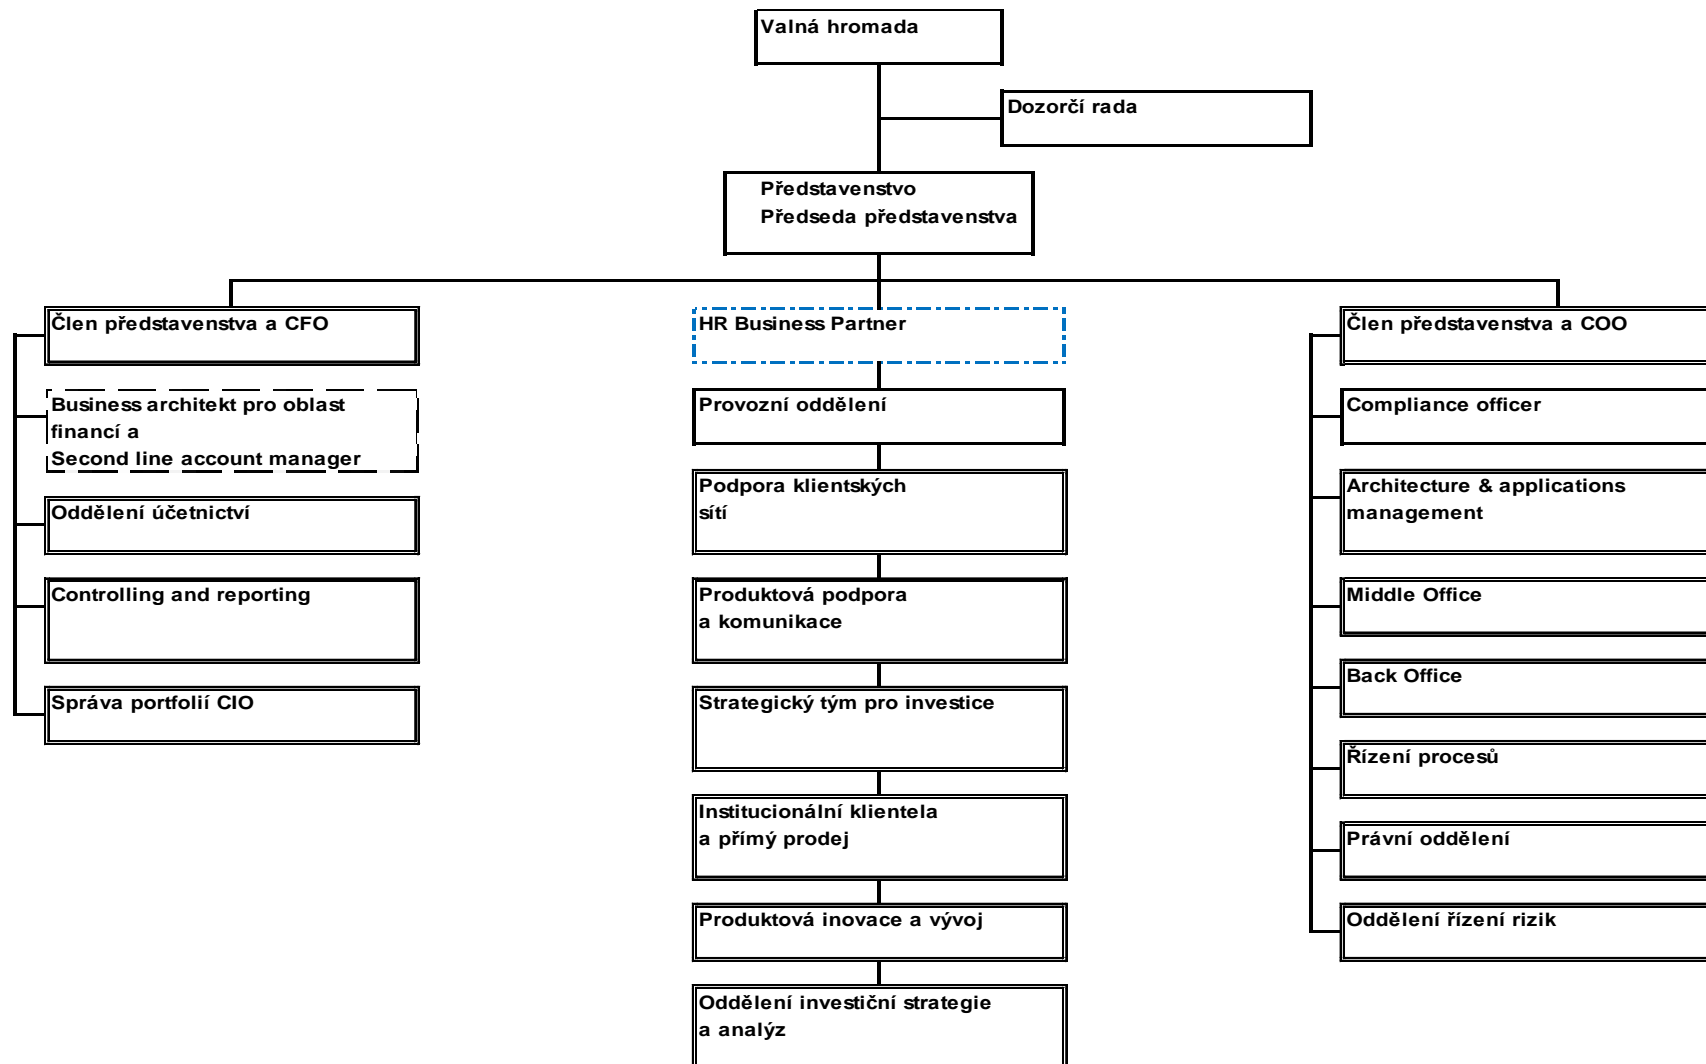 Valná hromada
Dozorčí rada
Představenstvo
Předseda představenstva
Člen představenstva a CFO
Business architekt pro oblast
financí a
Second line account manager
Oddělení účetnictví
Controlling and reporting
Správa portfolií CIO
HR Business Partner
Provozní oddělení
Podpora klientských
sítí
Produktová podpora
a komunikace
Strategický tým pro investice
Institucionální klientela
a přímý prodej
Produktová inovace a vývoj
Oddělení investiční strategie
a analýz
Člen představenstva a COO
Compliance officer
Architecture & applications
management
Middle Office
Back Office
Řízení procesů
Právní oddělení
Oddělení řízení rizik